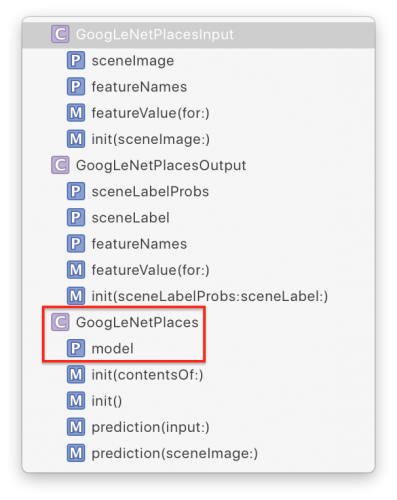 C GoogLeNetPlacesInput
P sceneImage
P featureNames
M featureValue(for:)
M init(sceneImage:)
C GoogLeNetPlacesOutput
P sceneLabelProbs
P sceneLabel
P featureNames
M featureValue(for:)
M init(sceneLabelProbs:sceneLabel:)
C GoogLeNetPlaces
P model
M init(contentsOf:)
M init()
M prediction(input:)
M prediction(sceneImage:)